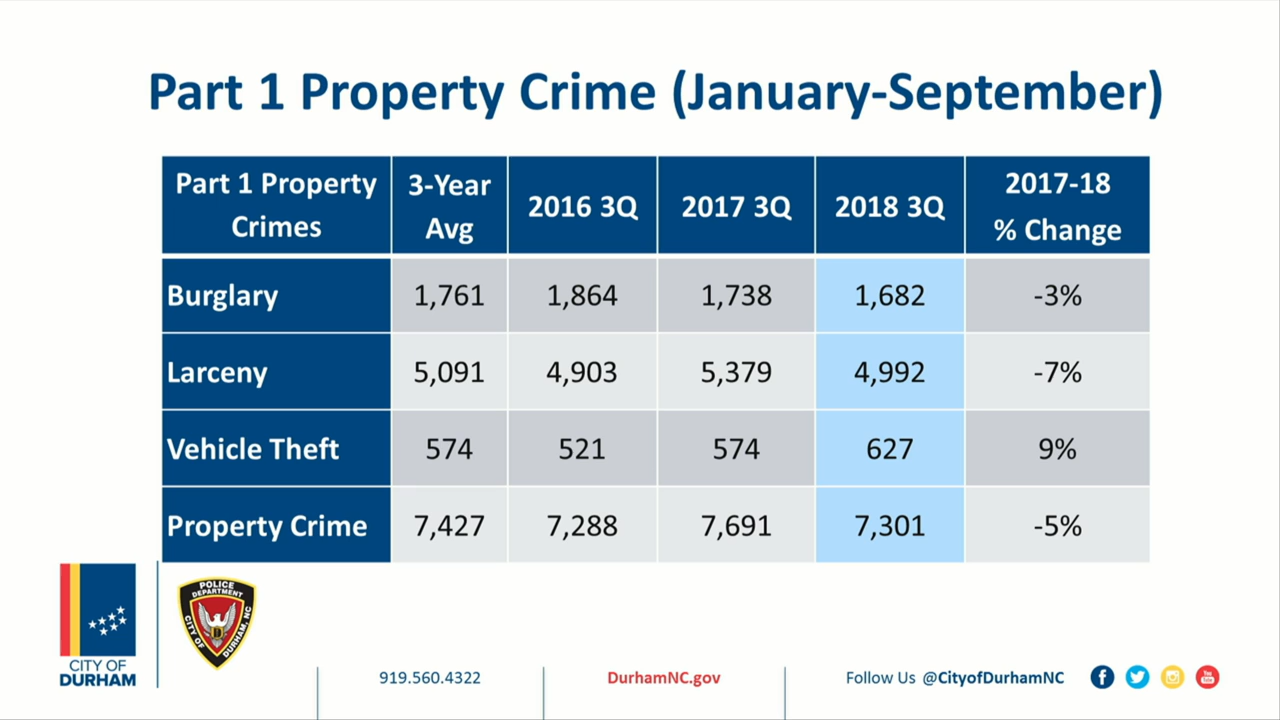 Part 1 Property Crime (January-September)
Part 1 Property Crimes 3-Year Avg 2016 3Q 2017 3Q 2018 3Q 2017-18 % Change
Burglary 1,761 1,864 1,738 1,682 -3%
Larceny 5,091 4,903 5,379 4,992 -7%
Vehicle Theft 574 521 574 627 9%
Property Crime 7,427 7,288 7,691 7,301 -5%
CITY OF
DURHAM
POLICE
DEPARTMENT
CITY OF DURHAM, NC
D
919.560.4322 DurhamNC.gov Follow Us @CityofDurhamNC
You Tube